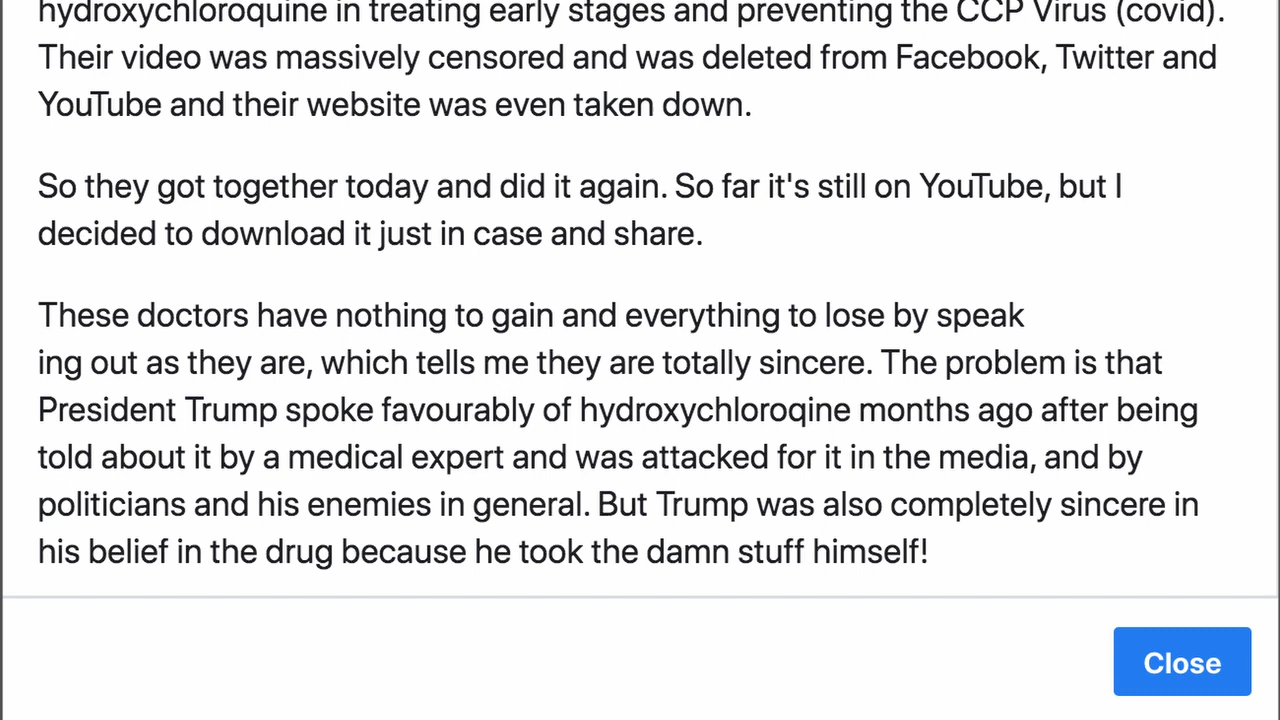 hydroxychloroquine in treating early stages and preventing the CCP Virus (covid).
Their video was massively censored and was deleted from Facebook, Twitter and
YouTube and their website was even taken down.
So they got together today and did it again. So far it's still on YouTube, but I
decided to download it just in case and share.
These doctors have nothing to gain and everything to lose by speak
ing out as they are, which tells me they are totally sincere. The problem is that
President Trump spoke favourably of hydroxychloroqine months ago after being
told about it by a medical expert and was attacked for it in the media, and by
politicians and his enemies in general. But Trump was also completely sincere in
his belief in the drug because he took the damn stuff himself!
Close